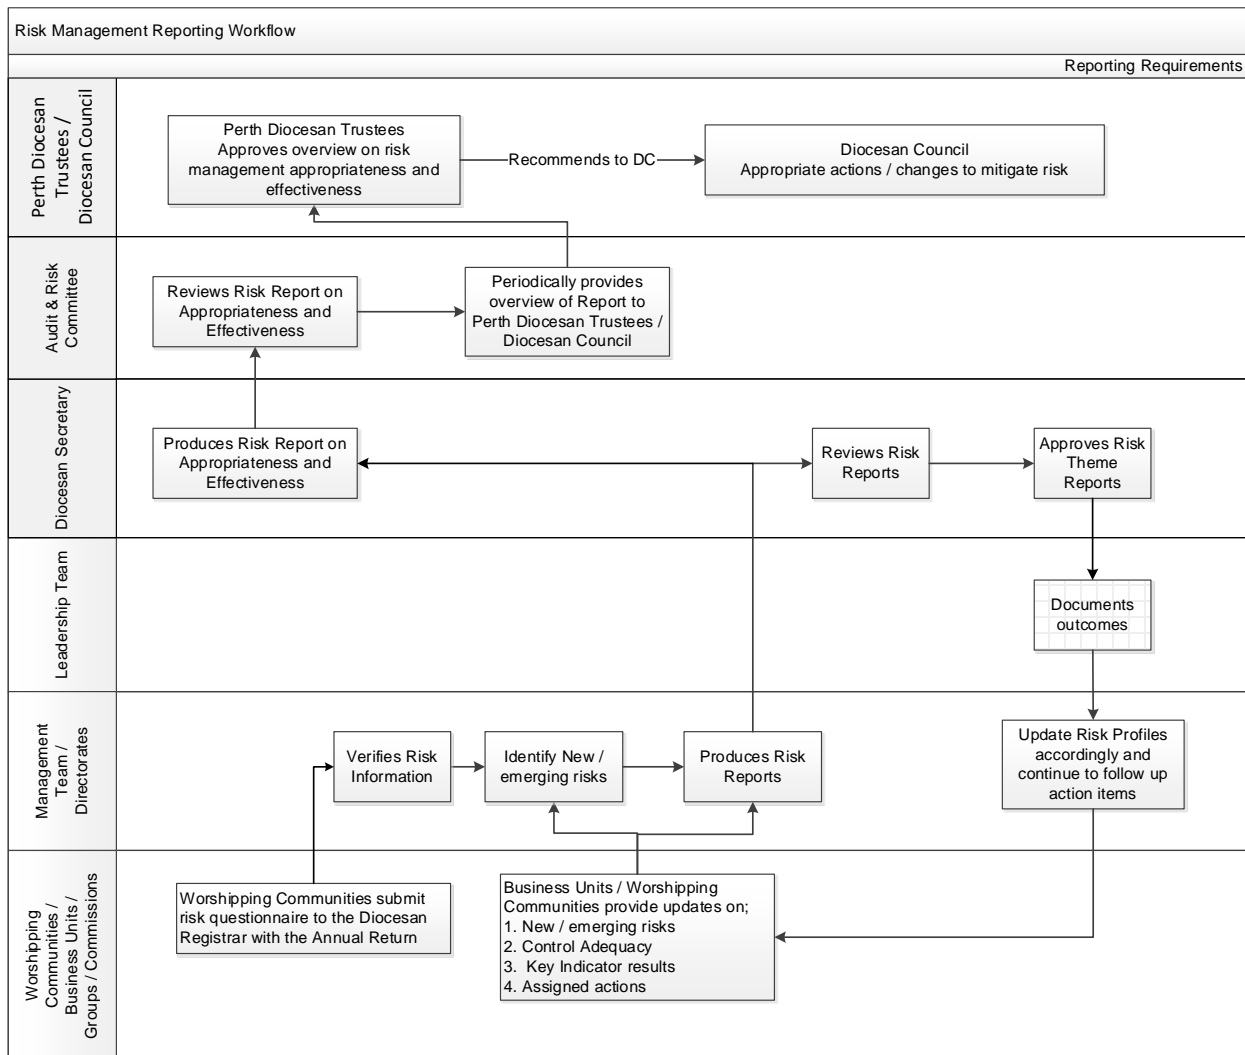 Risk Management Reporting Workflow
Reporting Requirements
Perth Diocesan
Trustees /
Diocesan Council
Perth Diocesan Trustees
Approves overview on risk
management appropriateness and
effectiveness
Recommends to DC
Diocesan Council
Appropriate actions / changes to mitigate risk
Audit & Risk
Committee
Reviews Risk Report on
Appropriateness and
Effectiveness
Periodically provides
overview of Report to
Perth Diocesan Trustees /
Diocesan Council
Diocesan Secretary
Produces Risk Report on
Appropriateness and
Effectiveness
Reviews Risk
Reports
Approves Risk
Theme
Reports
Leadership Team
Documents
outcomes
Management
Team /
Directorates
Verifies Risk
Information
Identify New /
emerging risks
Produces Risk
Reports
Update Risk Profiles
accordingly and
continue to follow up
action items
Worshipping
Communities /
Business Units /
Groups / Commissions
Worshipping Communities submit
risk questionnaire to the Diocesan
Registrar with the Annual Return
Business Units / Worshipping
Communities provide updates on;
1. New / emerging risks
2. Control Adequacy
3. Key Indicator results
4. Assigned actions